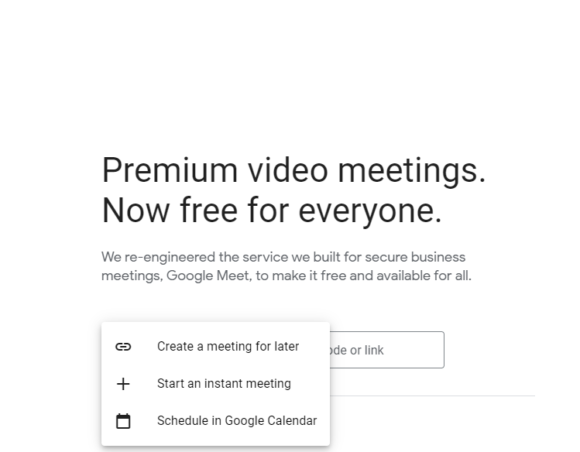 Premium video meetings.
Now free for everyone.
We re-engineered the service we built for secure business
meetings, Google Meet, to make it free and available for all.
Create a meeting for later
or link
Start an instant meeting
Schedule in Google Calendar